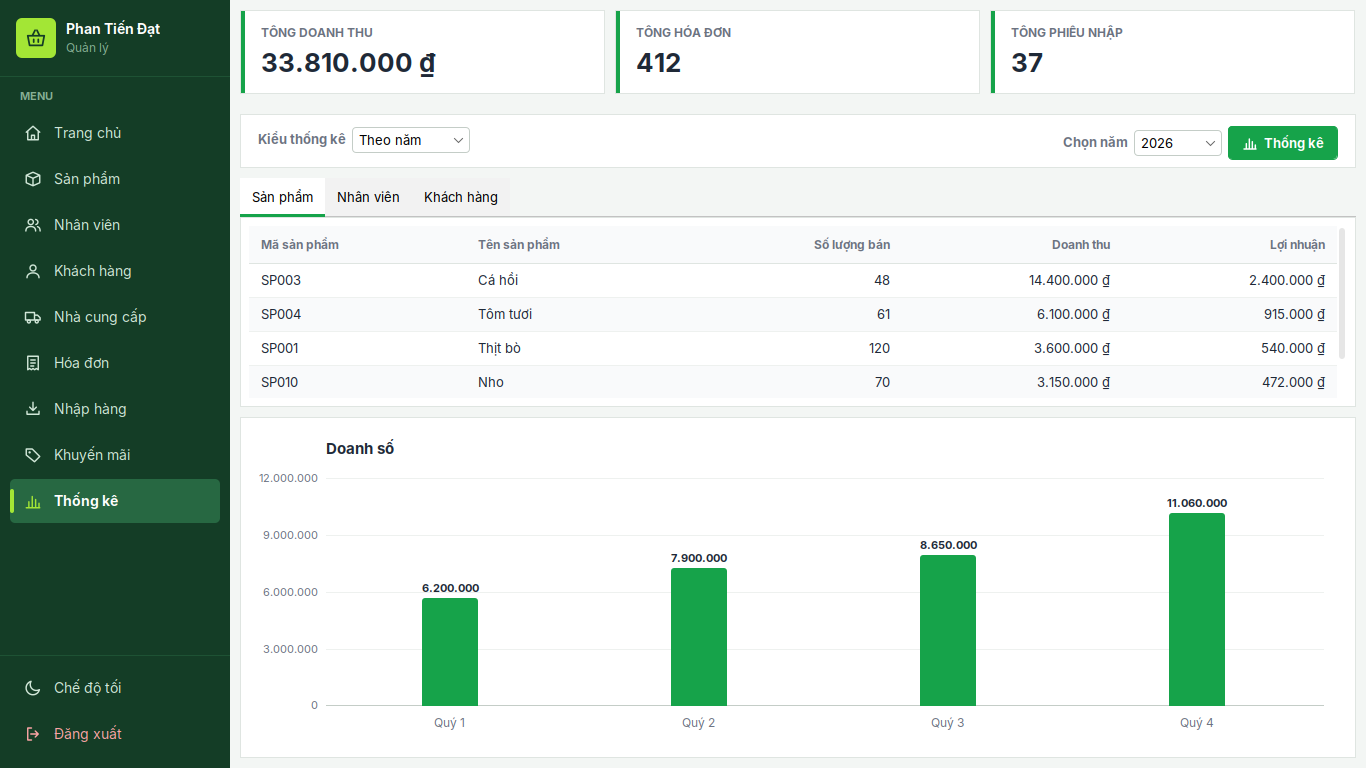 Phan Tiến Đạt
Quản lý
MENU
Trang chủ
Sản phẩm
Nhân viên
Khách hàng
Nhà cung cấp
Hóa đơn
Nhập hàng
Khuyến mãi
Thống kê
Chế độ tối
Đăng xuất
TỔNG DOANH THU
33.810.000 ₫
TỔNG HÓA ĐƠN
412
TỔNG PHIẾU NHẬP
37
Kiểu thống kê Theo năm
Chọn năm 2026 Thống kê
Sản phẩm Nhân viên Khách hàng
Mã sản phẩm Tên sản phẩm Số lượng bán Doanh thu Lợi nhuận
SP003 Cá hồi 48 14.400.000 ₫ 2.400.000 ₫
SP004 Tôm tươi 61 6.100.000 ₫ 915.000 ₫
SP001 Thịt bò 120 3.600.000 ₫ 540.000 ₫
SP010 Nho 70 3.150.000 ₫ 472.000 ₫
Doanh số
12.000.000
9.000.000
6.000.000
3.000.000
0
6.200.000
7.900.000
8.650.000
11.060.000
Quý 1 Quý 2 Quý 3 Quý 4